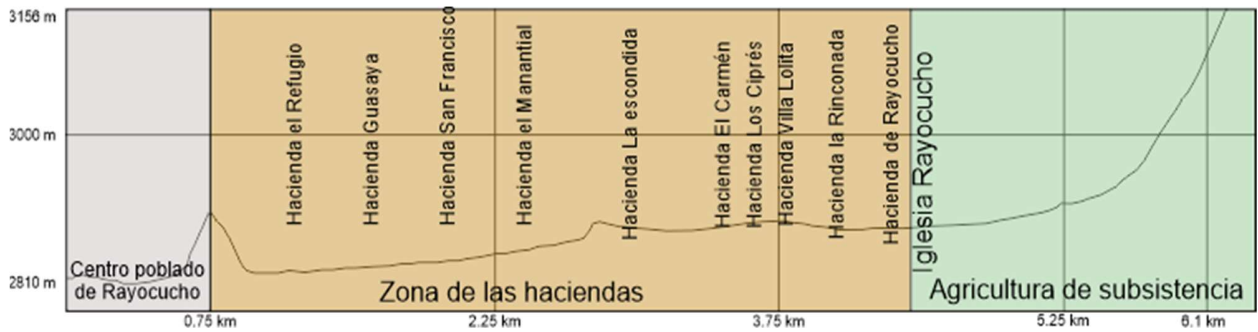 3156 m
3000 m
2810 m
Hacienda el Refugio
Hacienda Guasaya
Hacienda San Francisco
Hacienda el Manantial
Hacienda La escondida
Hacienda El Carmén
Hacienda Los Ciprés
Hacienda Villa Lolita
Hacienda la Rinconada
Hacienda de Rayocucho
Iglesia Rayocucho
Centro poblado
de Rayocucho
Zona de las haciendas
Agricultura de subsistencia
0.75 km
2.25 km
3.75 km
5.25 km
6.1 km